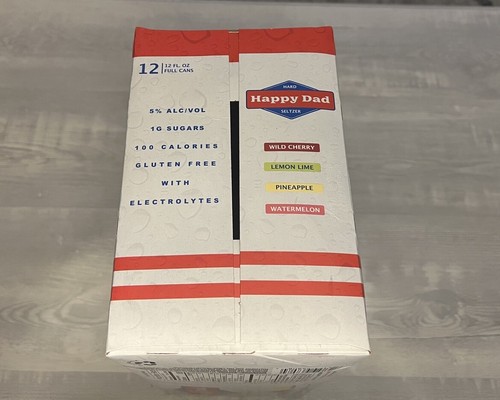 12 12 FL. OZ
FULL CANS
5% ALC/VOL
1G SUGARS
100 CALORIES
GLUTEN FREE
WITH
ELECTROLYTES
HARD
Happy Dad
SELTZER
WILD CHERRY
LEMON LIME
PINEAPPLE
WATERMELON